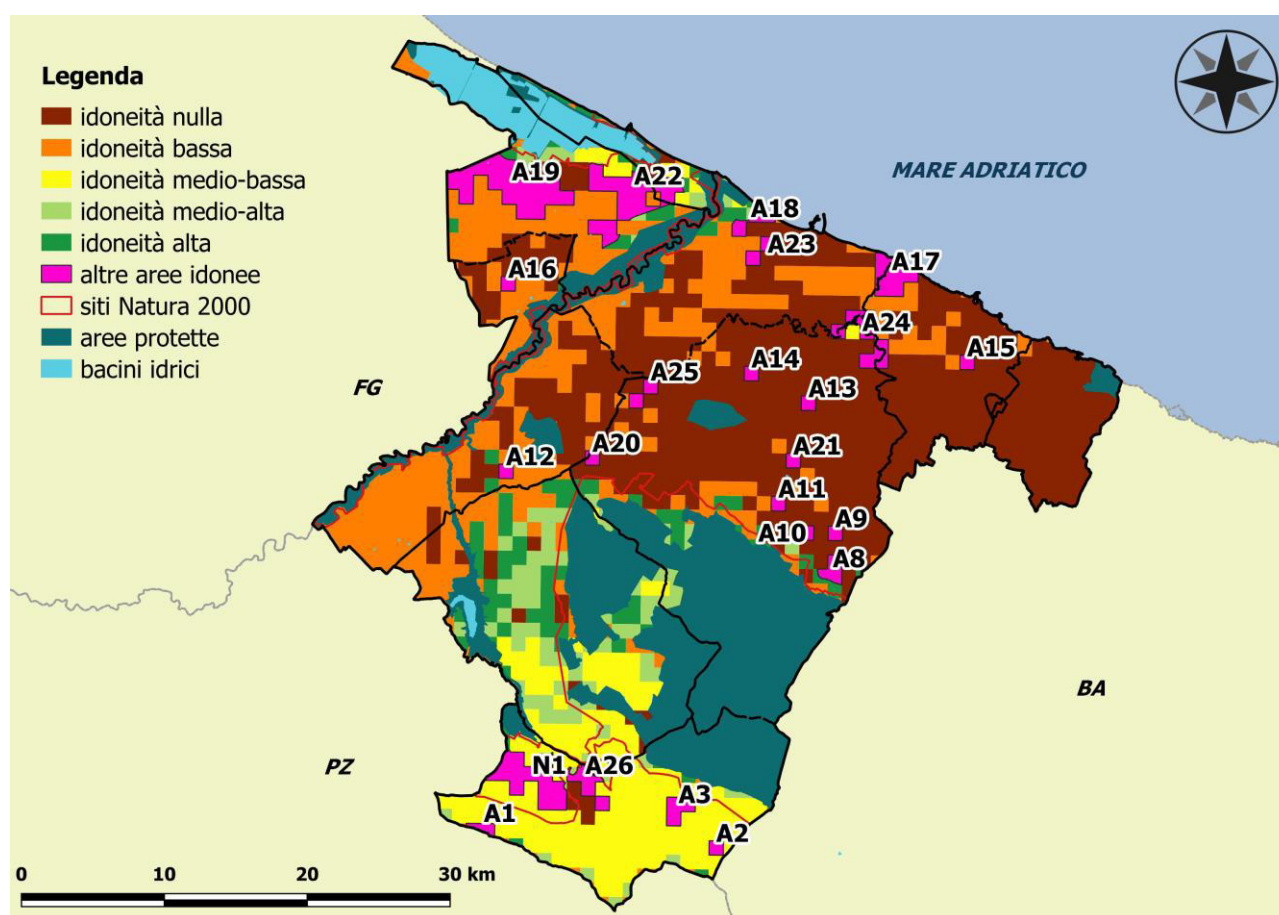 Legenda
idoneità nulla
idoneità bassa
idoneità medio-bassa
idoneità medio-alta
idoneità alta
altre aree idonee
siti Natura 2000
aree protette
bacini idrici
MARE ADRIATICO
A19
A22
A18
A23
A17
A16
A24
A15
FG
A25
A14
A13
A12
A20
A21
A11
A10
A9
A8
BA
PZ
N1
A26
A1
A3
A2
0 10 20 30 km